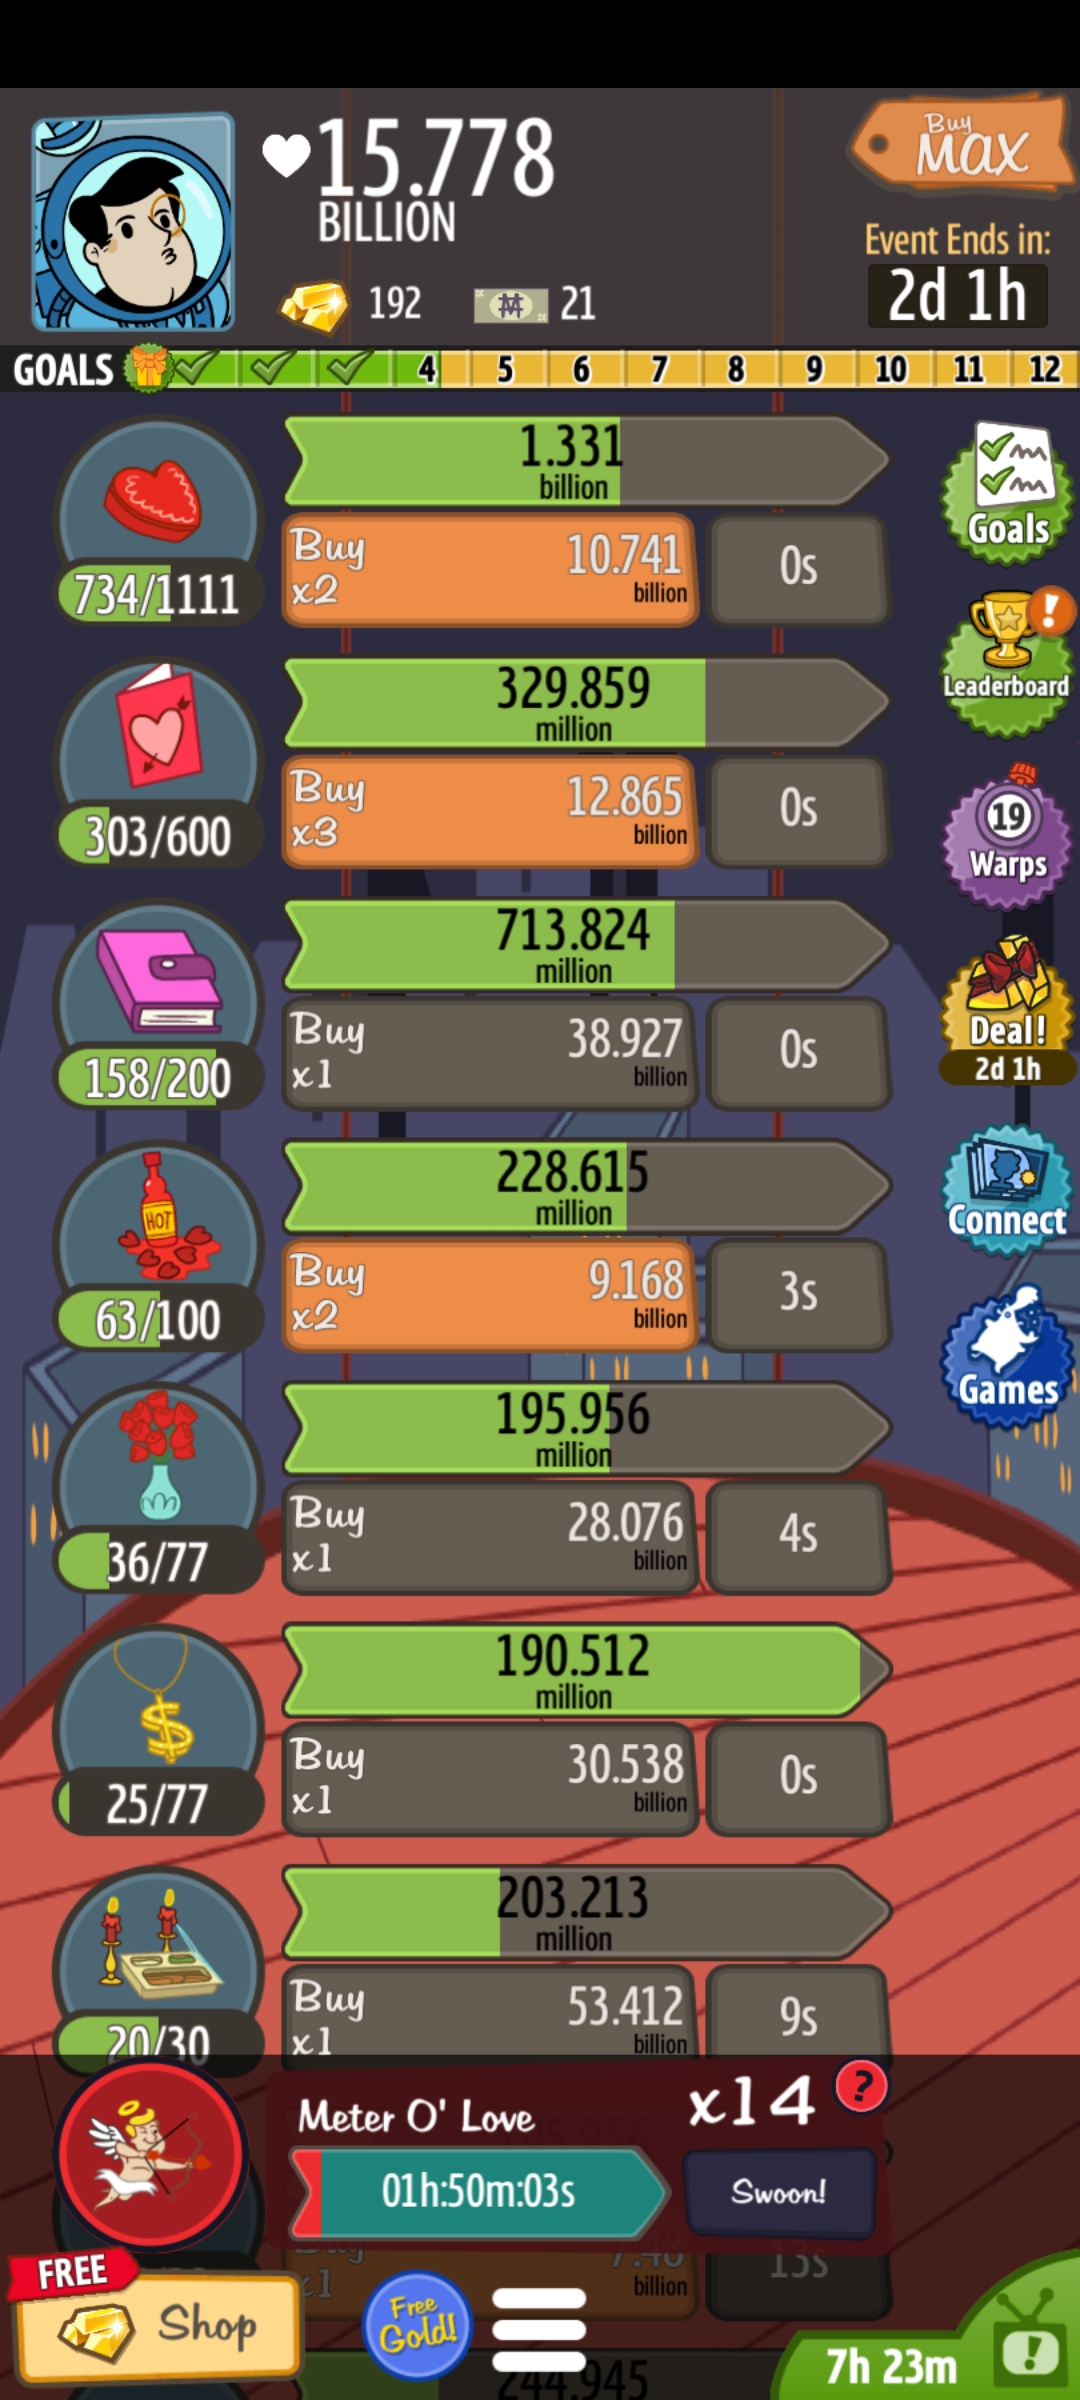 15.778
BILLION
192
21
Buy
MAX
Event Ends in:
2d 1h
GOALS 4 5 6 7 8 9 10 11 12
1.331
billion
734/1111
Buy
x2
10.741
billion
0s
Goals
329.859
million
303/600
Buy
x3
12.865
billion
0s
Leaderboard
19
Warps
713.824
million
158/200
Buy
x1
38.927
billion
0s
Deal!
2d 1h
228.615
million
HOT
63/100
Buy
x2
9.168
billion
3s
Connect
Games
195.956
million
36/77
Buy
x1
28.076
billion
4s
190.512
million
25/77
Buy
x1
30.538
billion
0s
203.213
million
20/30
Buy
x1
53.412
billion
9s
Meter O' Love
x14
?
01h:50m:03s
Swoon!
Buy
x1
7.48
billion
13s
FREE
Shop
Free
Gold!
244.945
7h 23m